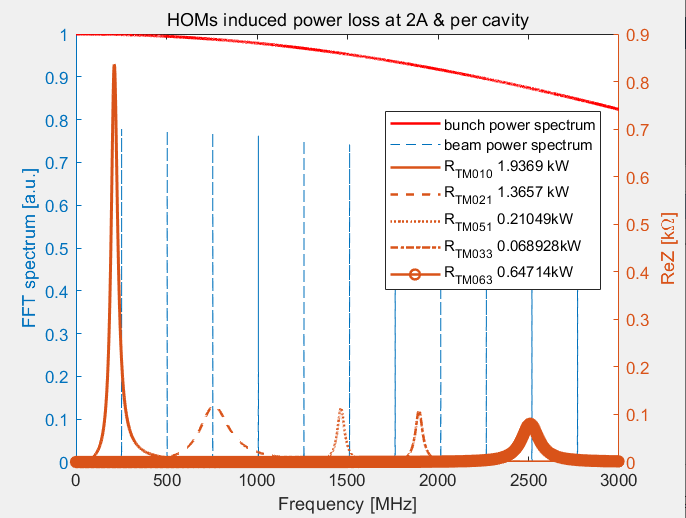 HOMs induced power loss at 2A & per cavity
1
0.9
0.8
0.7
0.6
0.5
0.4
0.3
0.2
0.1
0
FFT spectrum [a.u.]
0.9
0.8
0.7
0.6
0.5
0.4
0.3
0.2
0.1
0
ReZ [kΩ]
bunch power spectrum
beam power spectrum
RTM010 1.9369 kW
RTM021 1.3657 kW
RTM051 0.21049kW
RTM033 0.068928kW
RTM063 0.64714kW
0 500 1000 1500 2000 2500 3000
Frequency [MHz]